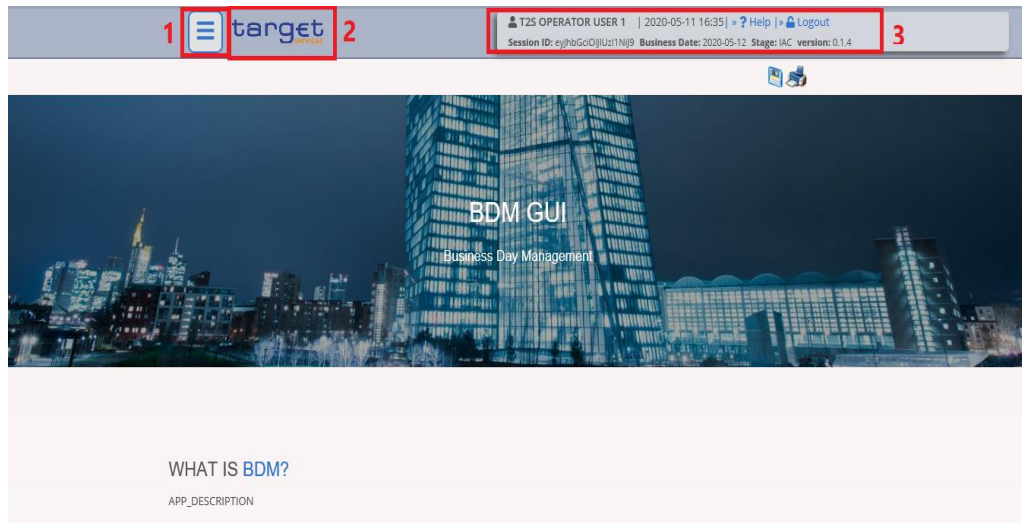 1
target
services
2
T2S OPERATOR USER 1 | 2020-05-11 16:35| » ? Help |» Logout
Session ID: eyJhbGciOiJIUzI1NiJ9 Business Date: 2020-05-12 Stage: IAC version: 0.1.4
3
BDM GUI
Business Day Management
WHAT IS BDM?
APP_DESCRIPTION